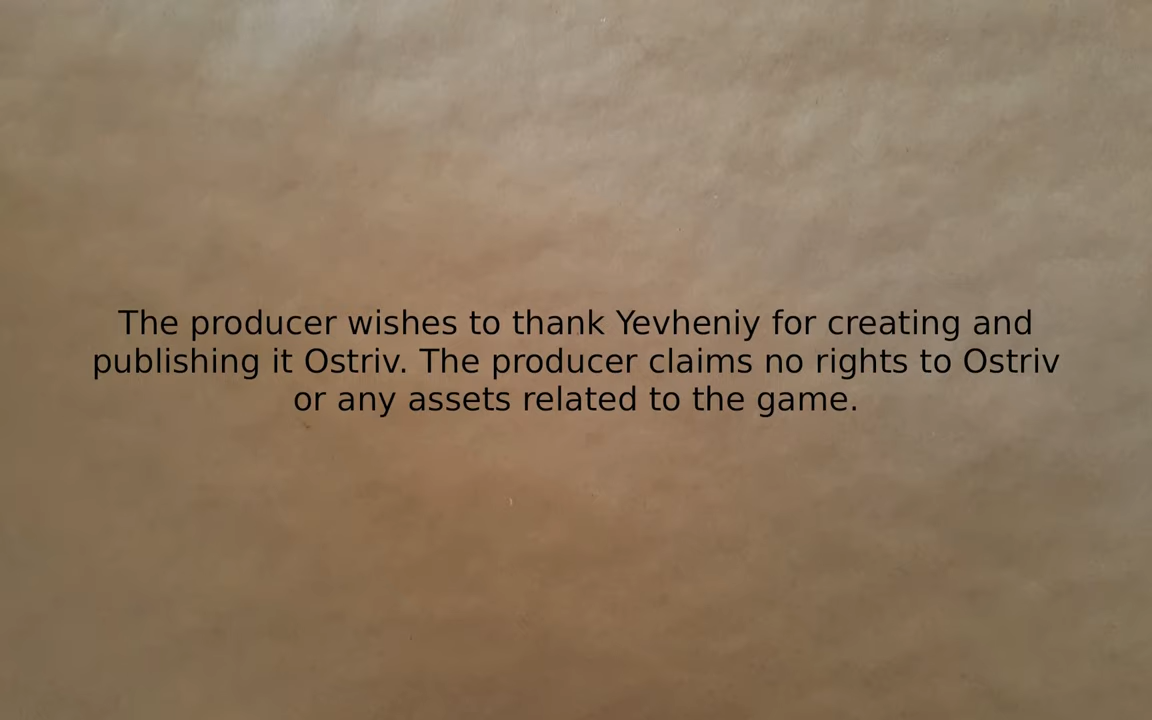 The producer wishes to thank Yevheniy for creating and
publishing it Ostriv. The producer claims no rights to Ostriv
or any assets related to the game.